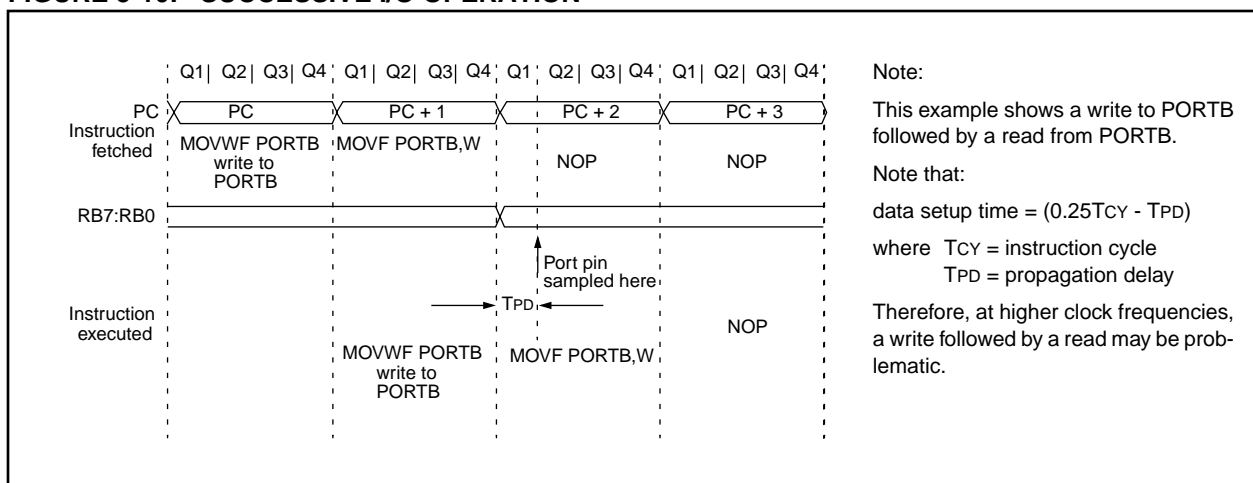 FIGURE SUCCESSIVE I/O OPERATION
Q1| Q2| Q3| Q4 Q1| Q2| Q3| Q4 Q1 Q2| Q3| Q4 Q1| Q2| Q3| Q4
PC PC PC + 1 PC + 2 PC + 3
Instruction
fetched
MOVWF PORTB
write to
PORTB
MOVF PORTB,W
NOP
NOP
RB7:RB0
Port pin
sampled here
TPD
Instruction
executed
MOVWF PORTB
write to
PORTB
MOVF PORTB,W
NOP
Note:
This example shows a write to PORTB
followed by a read from PORTB.
Note that:
data setup time = (0.25TCY - TPD)
where TCY = instruction cycle
TPD = propagation delay
Therefore, at higher clock frequencies,
a write followed by a read may be prob-
lematic.